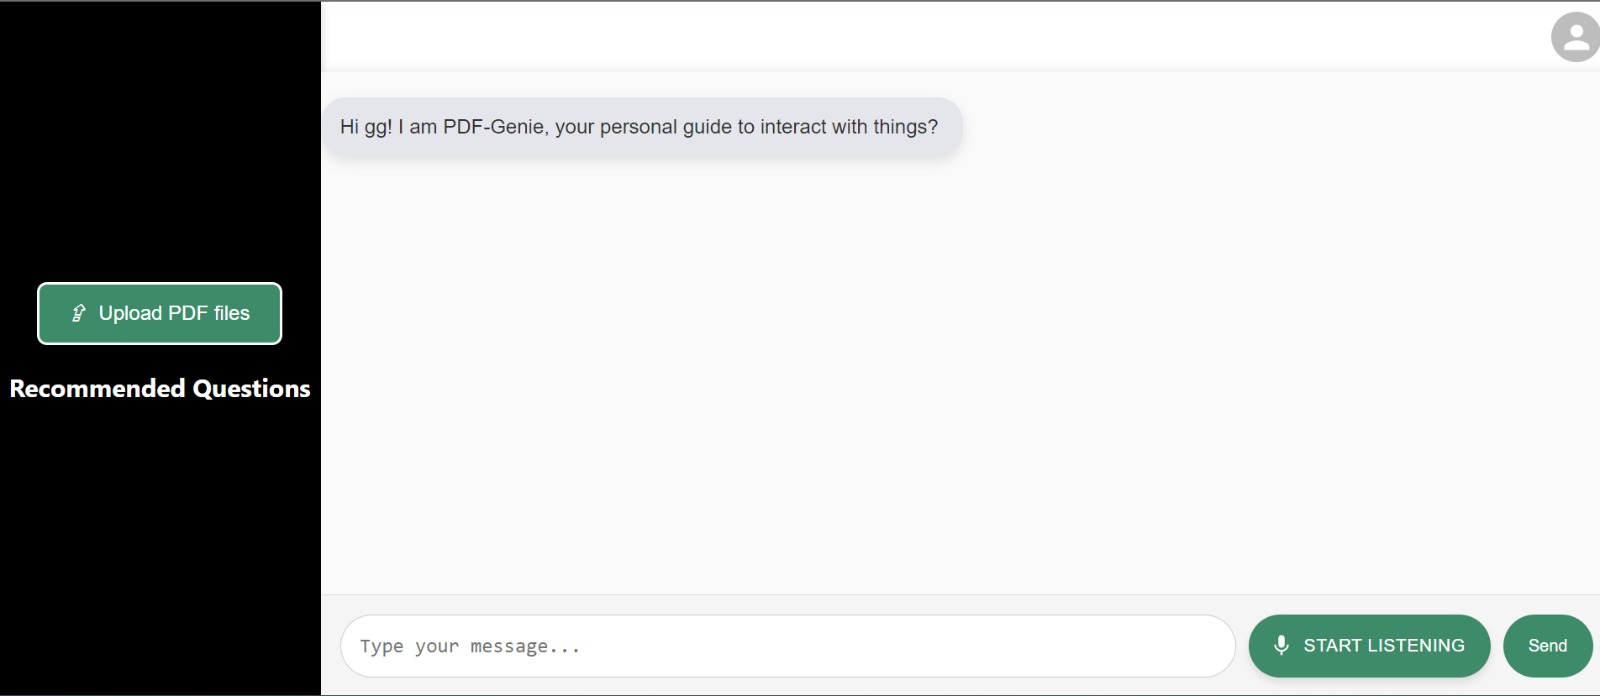 Hi gg! I am PDF-Genie, your personal guide to interact with things?
Upload PDF files
Recommended Questions
Type your message...
START LISTENING
Send